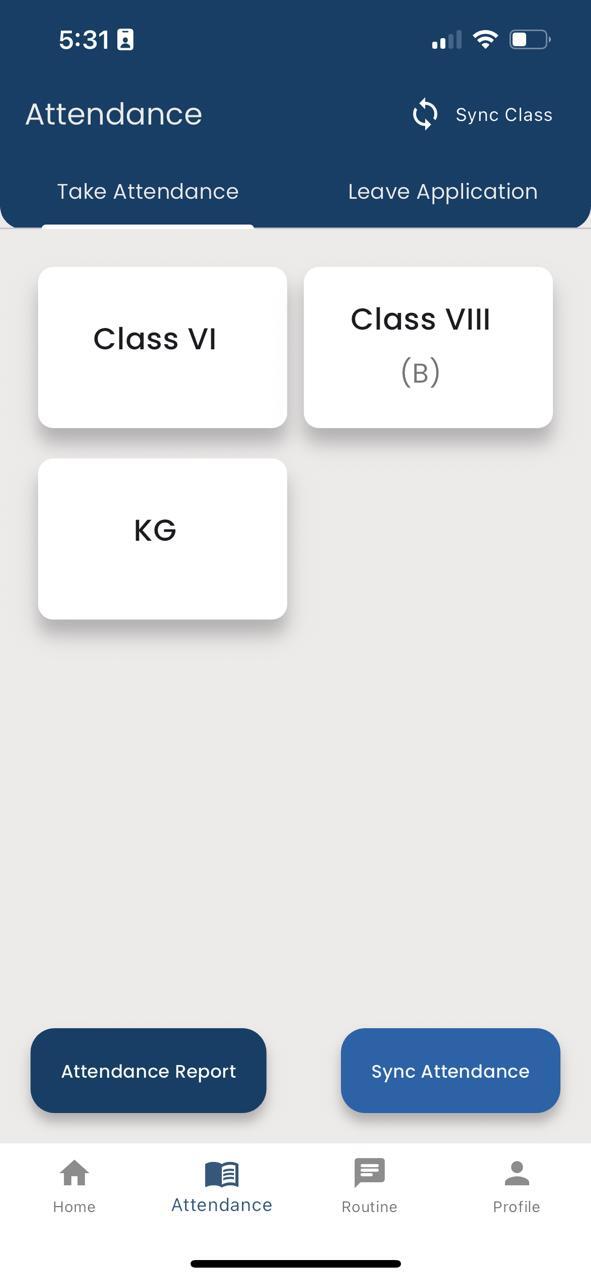 5:31
Attendance
Sync Class
Take Attendance
Leave Application
Class VI
Class VIII
(B)
KG
Attendance Report
Sync Attendance
Home
Attendance
Routine
Profile